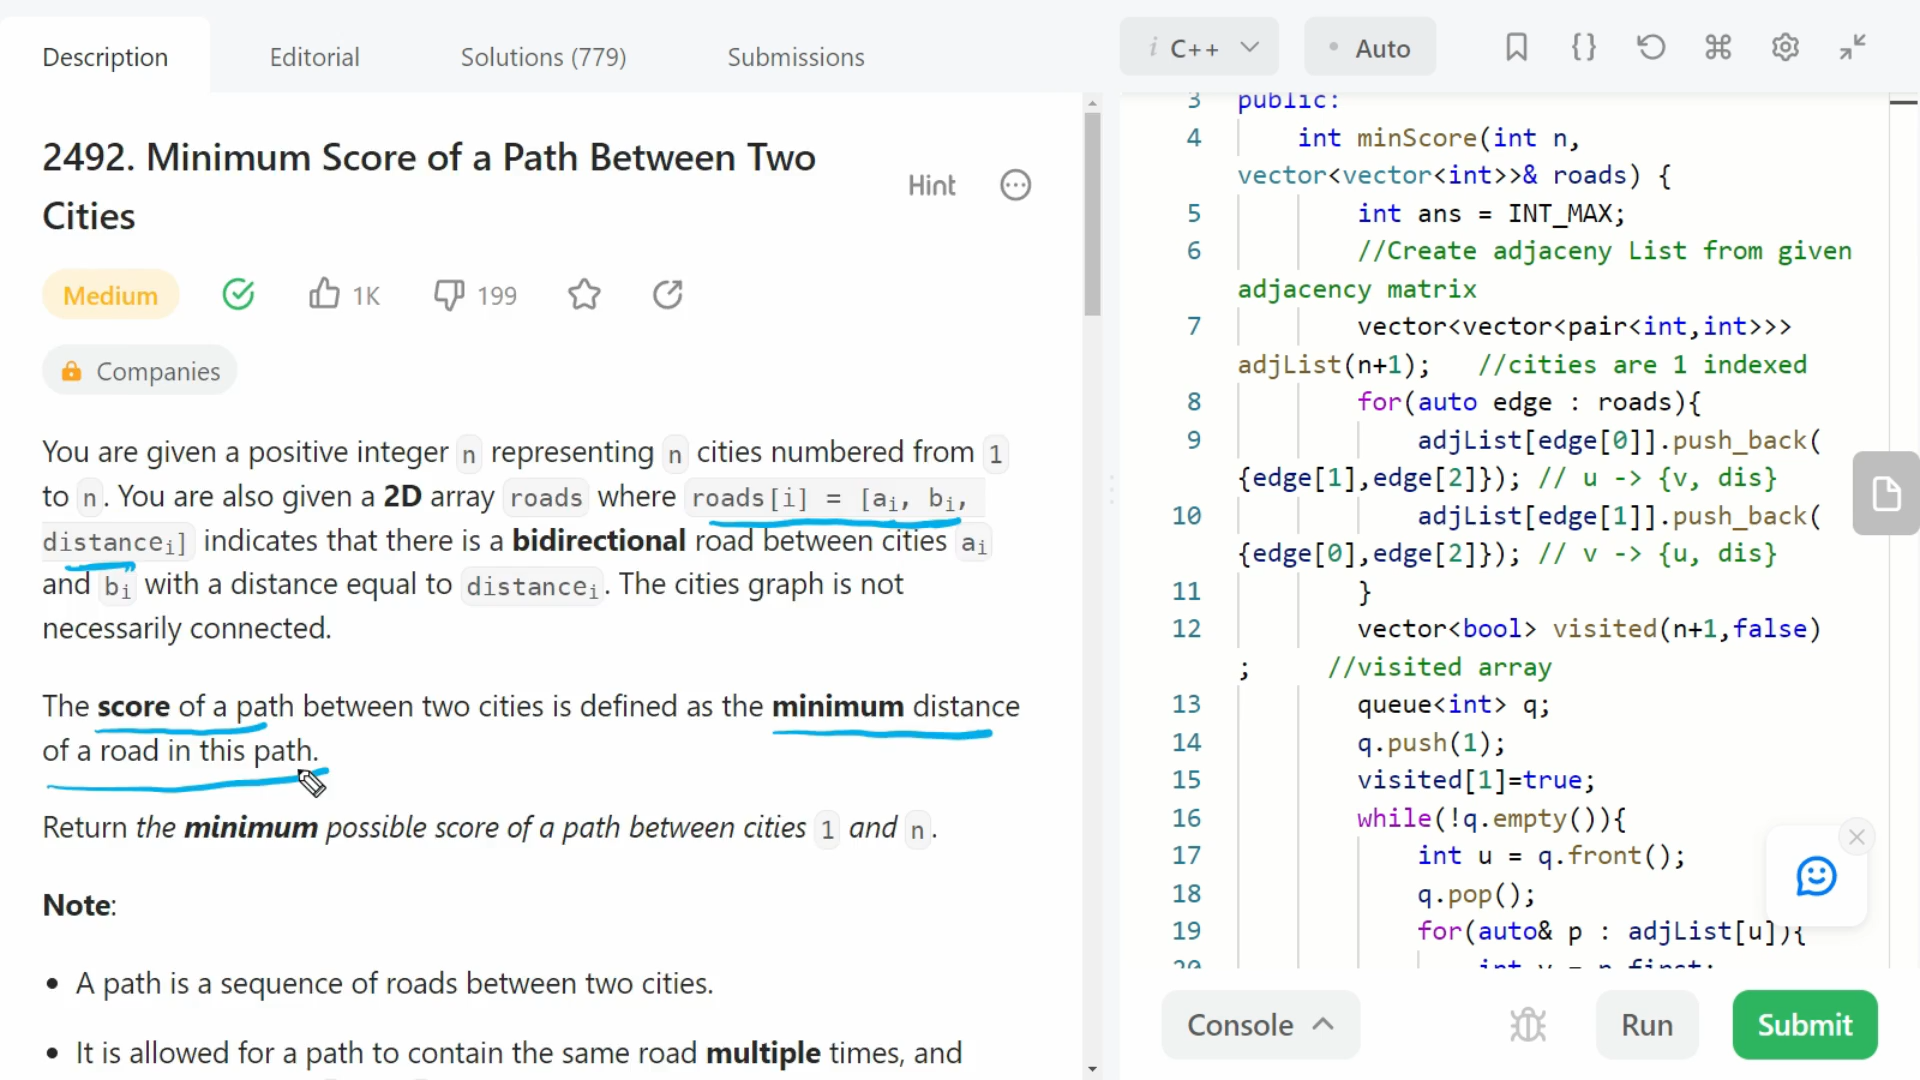 Description Editorial Solutions (779) Submissions
2492. Minimum Score of a Path Between Two
Cities
Hint
Medium 1K 199
Companies
You are given a positive integer n representing n cities numbered from 1
to n. You are also given a 2D array roads where roads[i] = [ai, bi,
distancei] indicates that there is a bidirectional road between cities ai
and bi with a distance equal to distancei. The cities graph is not
necessarily connected.
The score of a path between two cities is defined as the minimum distance
of a road in this path.
Return the minimum possible score of a path between cities 1 and n.
Note:
• A path is a sequence of roads between two cities.
• It is allowed for a path to contain the same road multiple times, and
i C++ Auto
3 public:
4 int minScore(int n,
vector<vector<int>>& roads) {
5 int ans = INT_MAX;
6 //Create adjaceny List from given
adjacency matrix
7 vector<vector<pair<int,int>>>
adjList(n+1); //cities are 1 indexed
8 for(auto edge : roads){
9 adjList[edge[0]].push_back(
{edge[1],edge[2]}); // u -> {v, dis}
10 adjList[edge[1]].push_back(
{edge[0],edge[2]}); // v -> {u, dis}
11 }
12 vector<bool> visited(n+1,false)
; //visited array
13 queue<int> q;
14 q.push(1);
15 visited[1]=true;
16 while(!q.empty()){
17 int u = q.front();
18 q.pop();
19 for(auto& p : adjList[u]){
20 int v = p.first;
Console Run Submit